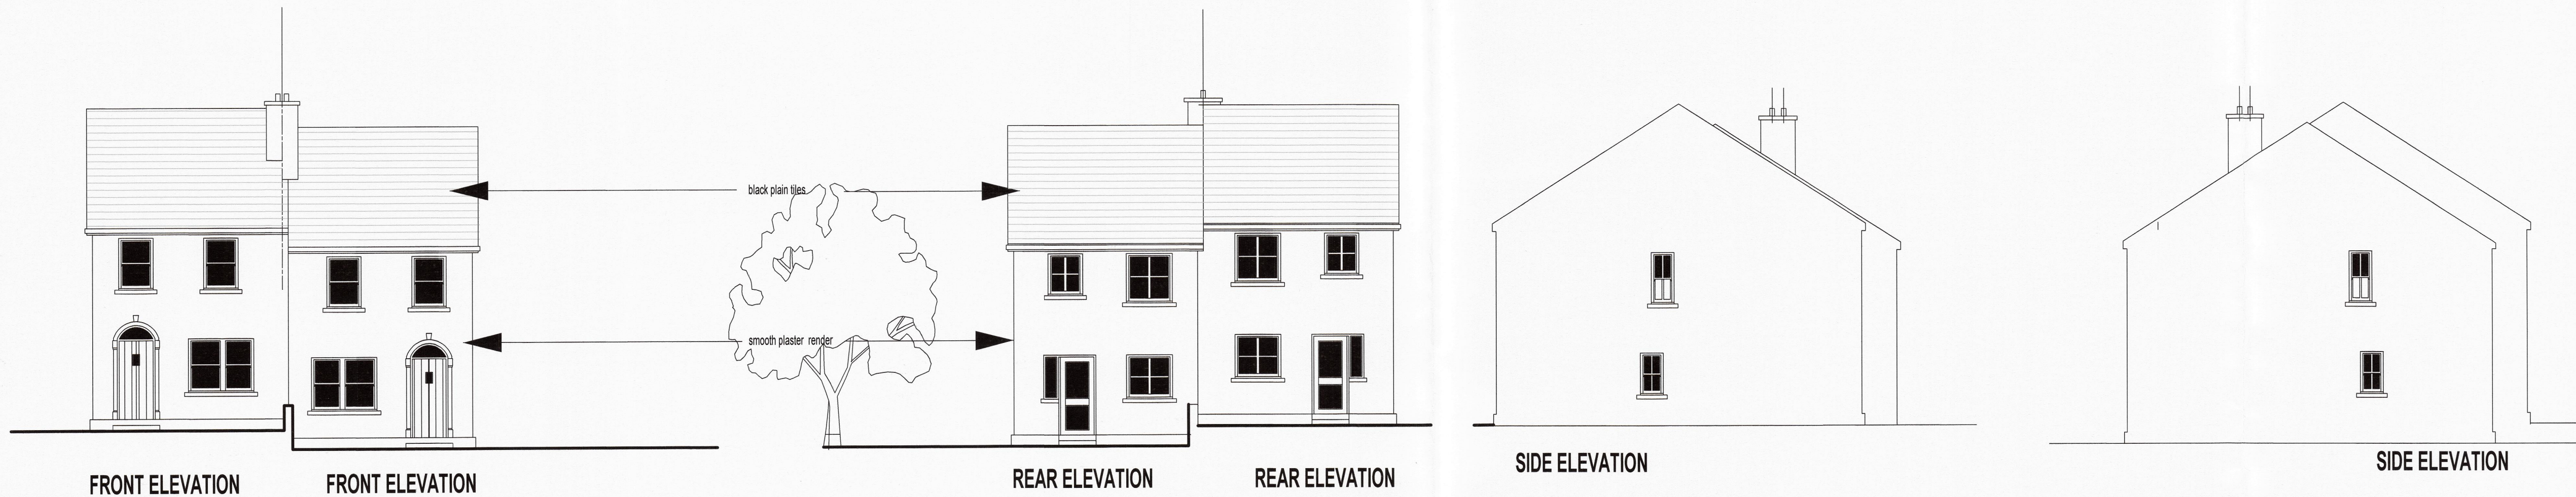 black plain tiles
smooth plaster render
FRONT ELEVATION
FRONT ELEVATION
REAR ELEVATION
REAR ELEVATION
SIDE ELEVATION
SIDE ELEVATION